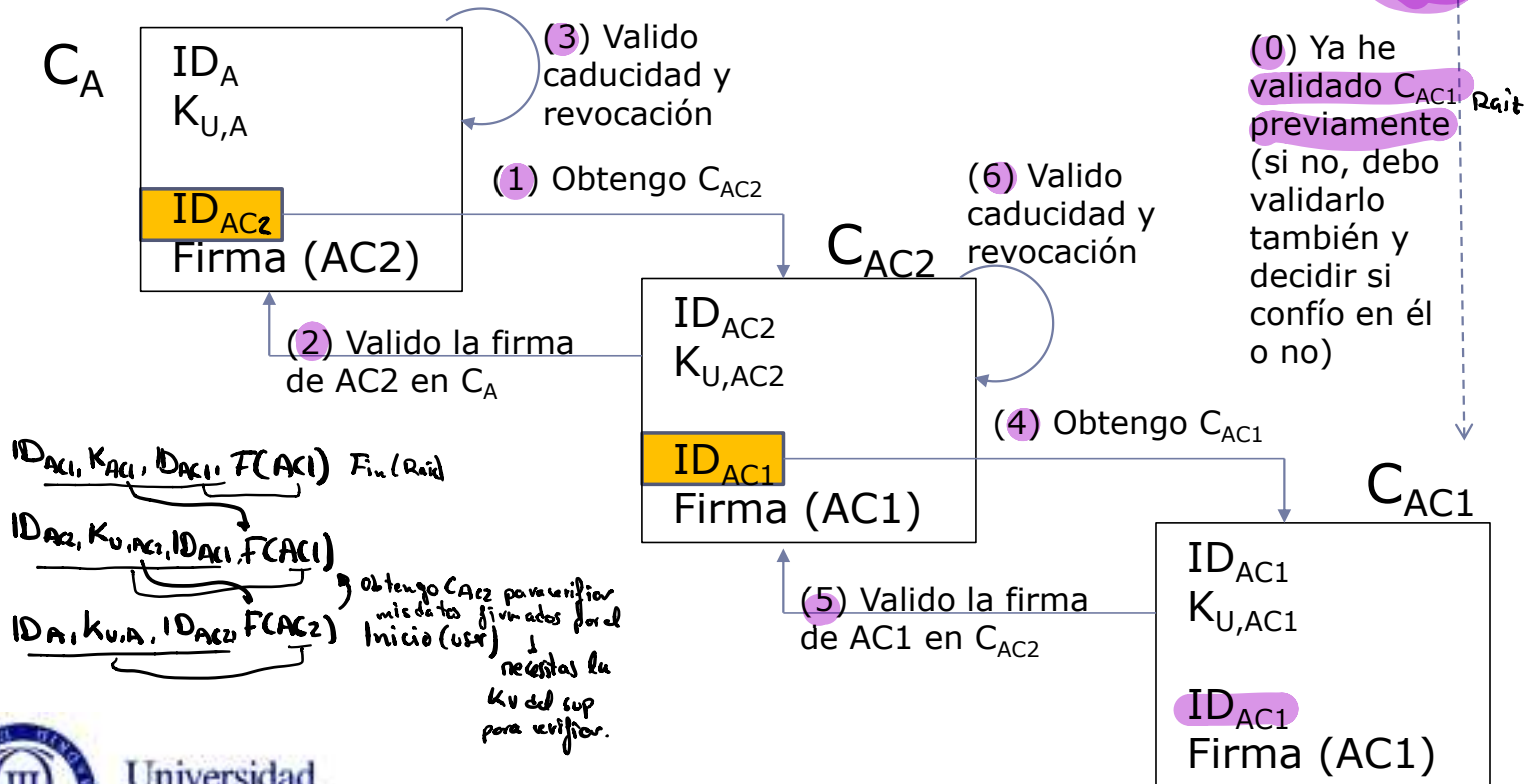 C_A
ID_A
K_U,A
ID_AC2
Firma (AC2)
(3) Valido
caducidad y
revocación
(1) Obtengo C_AC2
(2) Valido la firma
de AC2 en C_A
C_AC2
ID_AC2
K_U,AC2
ID_AC1
Firma (AC1)
(6) Valido
caducidad y
revocación
(0) Ya he
validado C_AC1
previamente
(si no, debo
validarlo
también y
decidir si
confío en él
o no)
Raiz
(4) Obtengo C_AC1
(5) Valido la firma
de AC1 en C_AC2
C_AC1
ID_AC1
K_U,AC1
ID_AC1
Firma (AC1)
ID_AC1, K_AC1, ID_AC1, F(AC1) Fin (Raiz)
ID_AC2, K_U,AC2, ID_AC1, F(AC1)
ID_A, K_U,A, ID_AC2, F(AC2)
Obtengo C_AC2 para verificar
mis datos firmados por el
Inicio (usr)
necesitas la
K_U del sup
para verificar.
Universidad